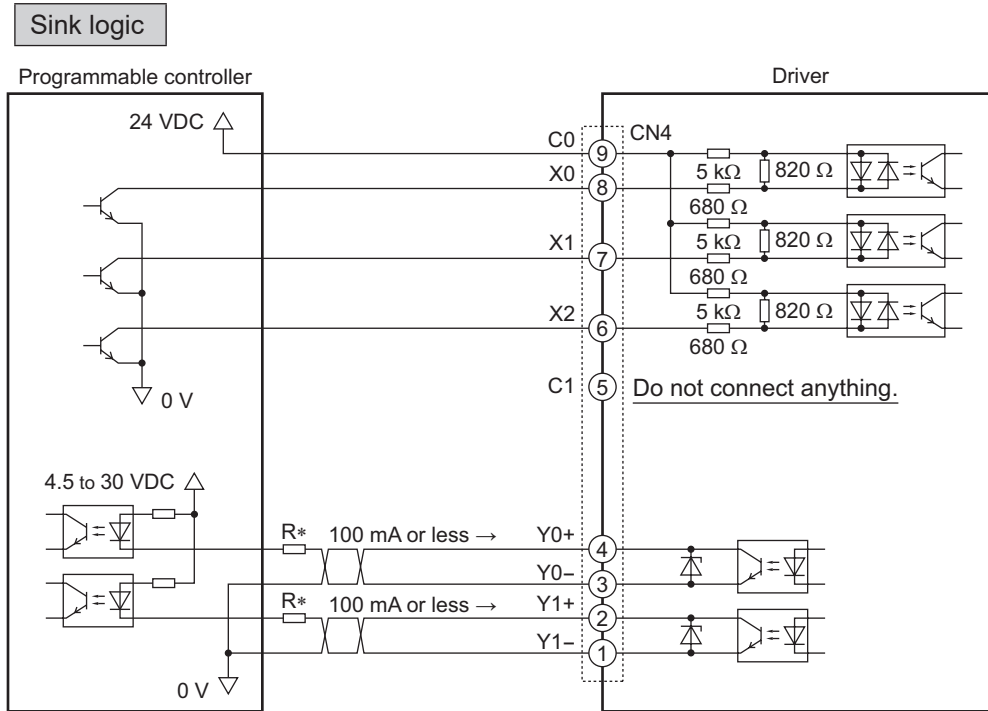 Sink logic
Programmable controller
Driver
24 VDC
C0
CN4
9
5 kΩ
820 Ω
X0
8
680 Ω
X1
7
5 kΩ
820 Ω
680 Ω
X2
6
5 kΩ
820 Ω
680 Ω
0 V
C1
5
Do not connect anything.
4.5 to 30 VDC
R*
100 mA or less →
Y0+
4
Y0−
3
R*
100 mA or less →
Y1+
2
Y1−
1
0 V